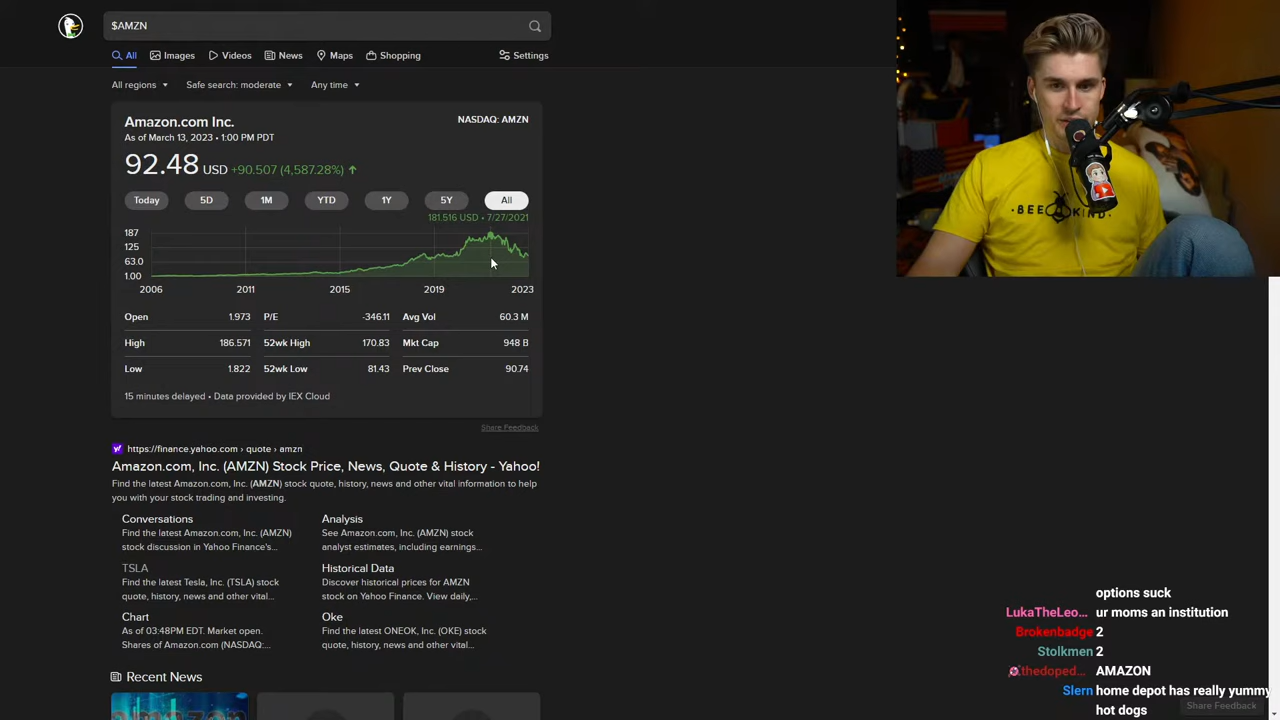 $AMZN
All
Images
Videos
News
Maps
Shopping
Settings
All regions
Safe search: moderate
Any time
Amazon.com Inc.
NASDAQ: AMZN
As of March 13, 2023 • 1:00 PM PDT
92.48 USD +90.507 (4,587.28%) ↑
Today
5D
1M
YTD
1Y
5Y
All
181.516 USD • 7/27/2021
187
125
63.0
1.00
2006 2011 2015 2019 2023
Open 1.973 P/E -346.11 Avg Vol 60.3 M
High 186.571 52wk High 170.83 Mkt Cap 948 B
Low 1.822 52wk Low 81.43 Prev Close 90.74
15 minutes delayed • Data provided by IEX Cloud
Share Feedback
https://finance.yahoo.com › quote › amzn
Amazon.com, Inc. (AMZN) Stock Price, News, Quote & History - Yahoo!
Find the latest Amazon.com, Inc. (AMZN) stock quote, history, news and other vital information to help
you with your stock trading and investing.
Conversations
Find the latest Amazon.com, Inc. (AMZN)
stock discussion in Yahoo Finance's...
Analysis
See Amazon.com, Inc. (AMZN) stock
analyst estimates, including earnings...
TSLA
Find the latest Tesla, Inc. (TSLA) stock
quote, history, news and other vital...
Historical Data
Discover historical prices for AMZN
stock on Yahoo Finance. View daily,...
Chart
As of 03:48PM EDT. Market open.
Shares of Amazon.com (NASDAQ:...
Oke
Find the latest ONEOK, Inc. (OKE) stock
quote, history, news and other vital...
Recent News
amazon
BEE KIND
options suck
LukaTheLeo... ur moms an institution
Brokenbadge 2
Stolkmen 2
AMAZON
Slern home depot has really yummy
hot dogs
Share Feedback